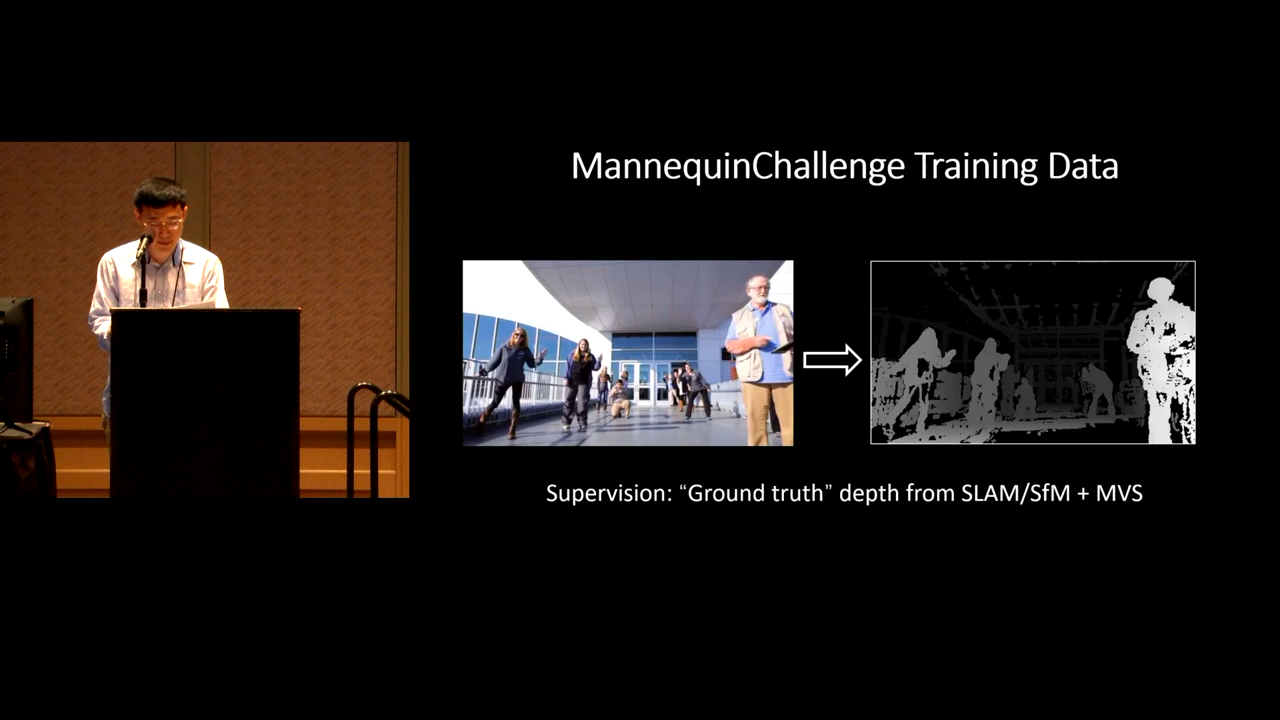 MannequinChallenge Training Data
Supervision: “Ground truth” depth from SLAM/SfM + MVS